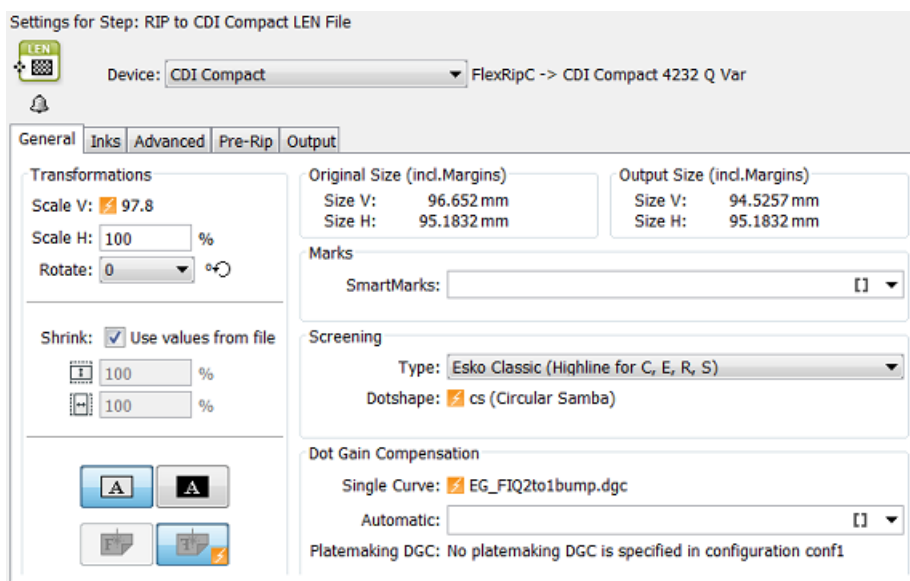 Settings for Step: RIP to CDI Compact LEN File
LEN
Device: CDI Compact FlexRipC -> CDI Compact 4232 Q Var
General Inks Advanced Pre-Rip Output
Transformations
Scale V: 97.8
Scale H: 100 %
Rotate: 0
Shrink: Use values from file
100 %
100 %
A A
F F
Original Size (incl.Margins)
Size V: 96.652 mm
Size H: 95.1832 mm
Output Size (incl.Margins)
Size V: 94.5257 mm
Size H: 95.1832 mm
Marks
SmartMarks: []
Screening
Type: Esko Classic (Highline for C, E, R, S)
Dotshape: cs (Circular Samba)
Dot Gain Compensation
Single Curve: EG_FIQ2to1bump.dgc
Automatic: []
Platemaking DGC: No platemaking DGC is specified in configuration conf1